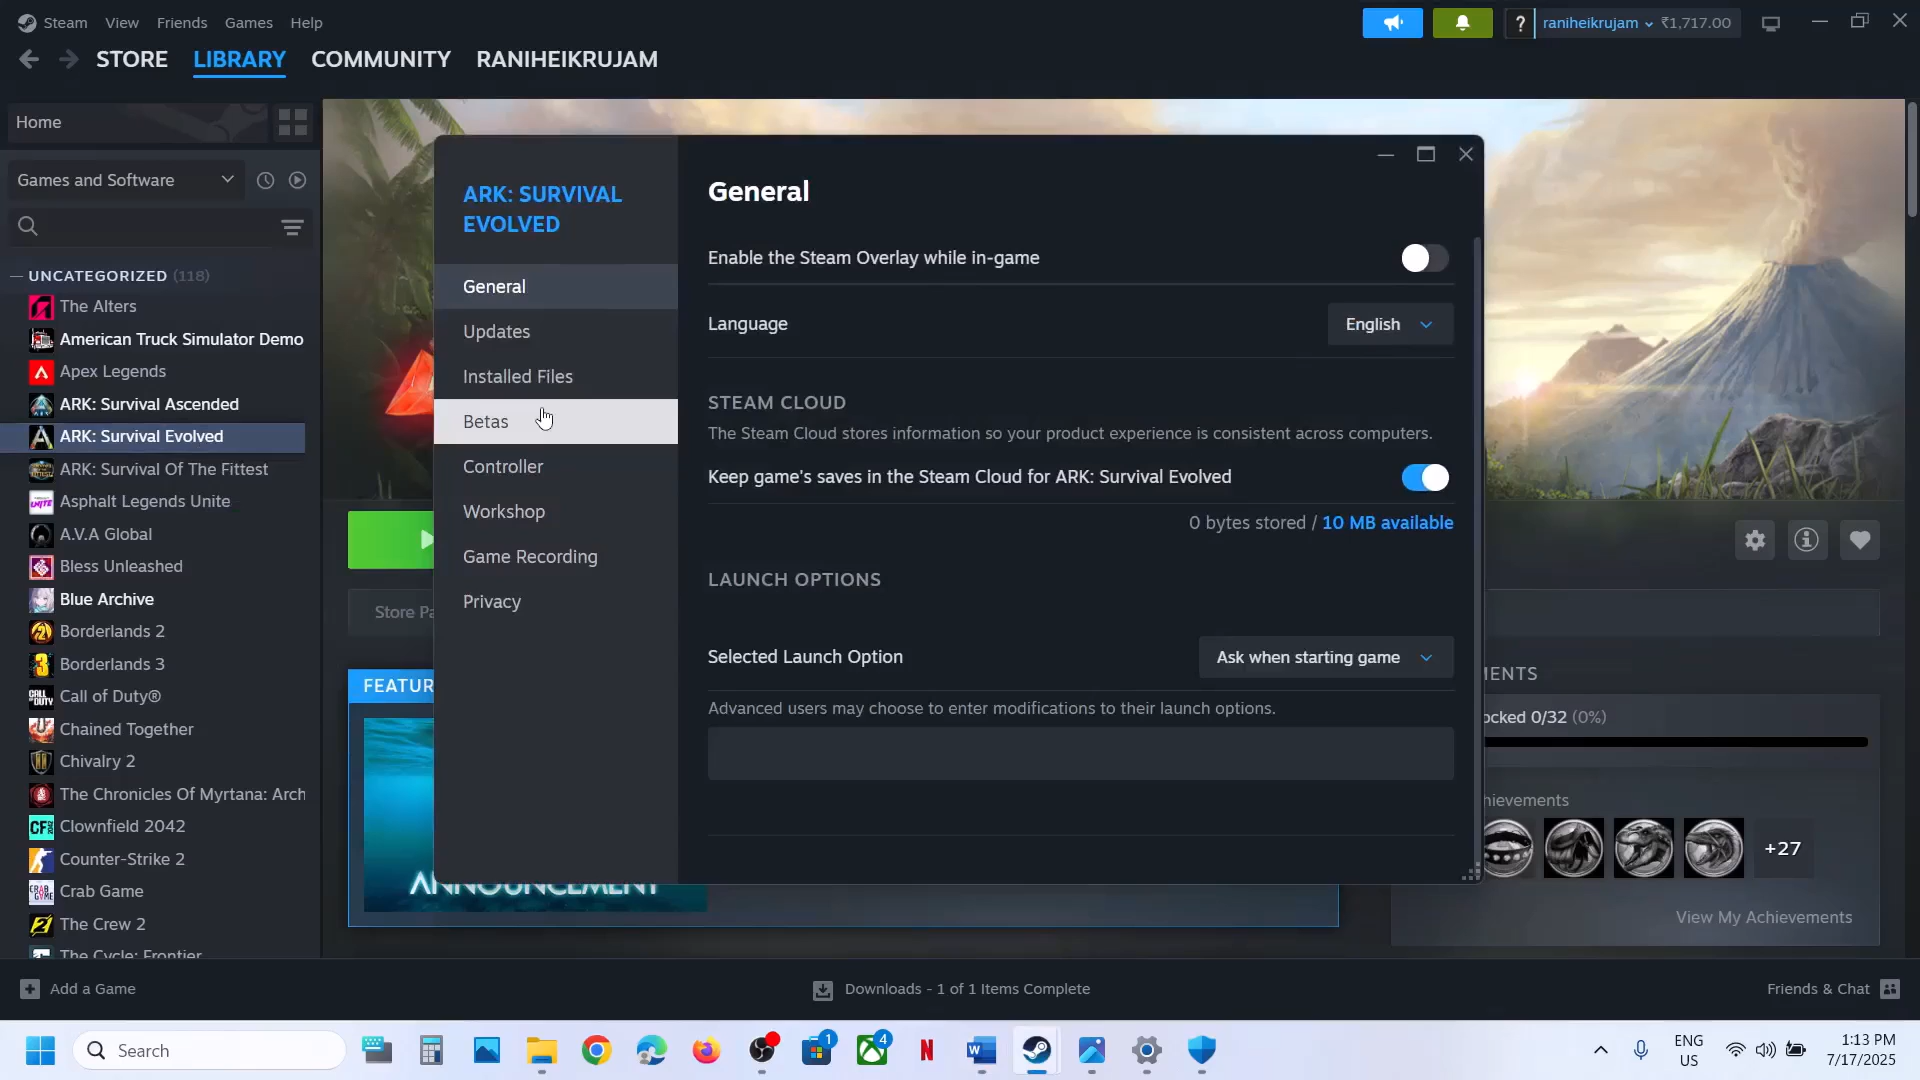 Steam View Friends Games Help
? raniheikrujam ₹1,717.00
STORE LIBRARY COMMUNITY RANIHEIKRUJAM
Home
Games and Software
UNCATEGORIZED (118)
The Alters
American Truck Simulator Demo
Apex Legends
ARK: Survival Ascended
ARK: Survival Evolved
ARK: Survival Of The Fittest
Asphalt Legends Unite
A.V.A Global
Bless Unleashed
Blue Archive
Borderlands 2
Borderlands 3
Call of Duty®
Chained Together
Chivalry 2
The Chronicles Of Myrtana: Arch
Clownfield 2042
Counter-Strike 2
Crab Game
The Crew 2
The Cycle: Frontier
ARK: SURVIVAL
EVOLVED
General
Updates
Installed Files
Betas
Controller
Workshop
Game Recording
Privacy
General
Enable the Steam Overlay while in-game
Language English
STEAM CLOUD
The Steam Cloud stores information so your product experience is consistent across computers.
Keep game's saves in the Steam Cloud for ARK: Survival Evolved
0 bytes stored / 10 MB available
LAUNCH OPTIONS
Selected Launch Option Ask when starting game
Advanced users may choose to enter modifications to their launch options.
Store Pa
FEATUR
ANNOUNCEMENT
MENTS
ocked 0/32 (0%)
hievements
+27
View My Achievements
Add a Game
Downloads - 1 of 1 Items Complete
Friends & Chat
Search
1
4
ENG
US
1:13 PM
7/17/2025